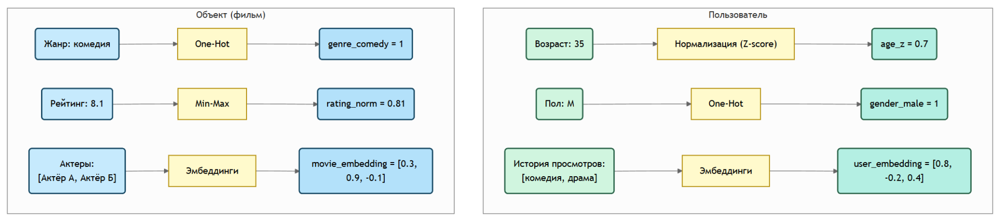 Объект (фильм)
Жанр: комедия
One-Hot
genre_comedy = 1
Рейтинг: 8.1
Min-Max
rating_norm = 0.81
Актеры:
[Актёр А, Актёр Б]
Эмбеддинги
movie_embedding = [0.3,
0.9, -0.1]
Пользователь
Возраст: 35
Нормализация (Z-score)
age_z = 0.7
Пол: М
One-Hot
gender_male = 1
История просмотров:
[комедия, драма]
Эмбеддинги
user_embedding = [0.8,
-0.2, 0.4]